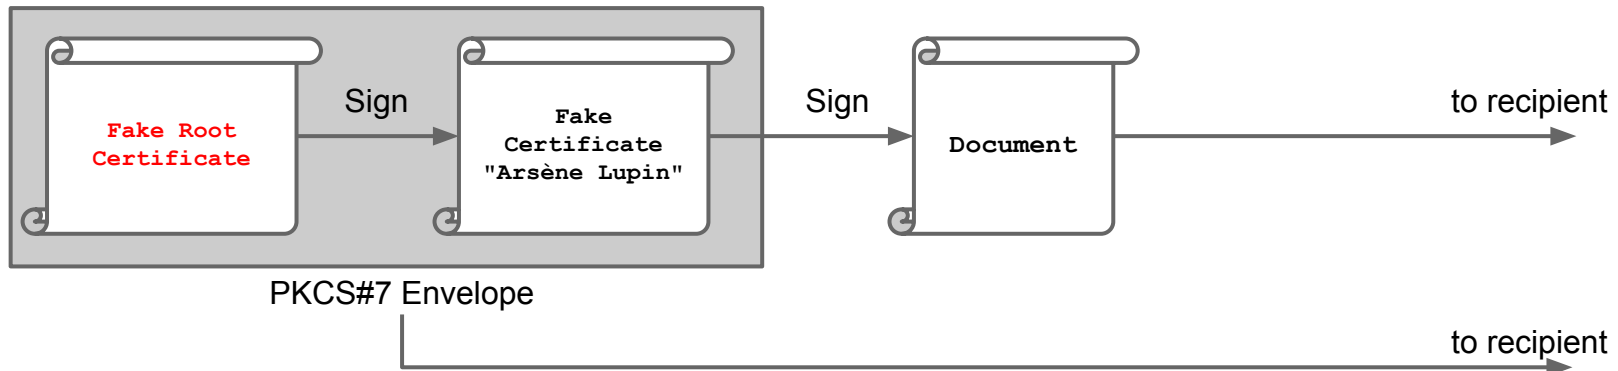 Fake Root
Certificate
Sign
Fake
Certificate
"Arsène Lupin"
Sign
Document
to recipient
PKCS#7 Envelope
to recipient